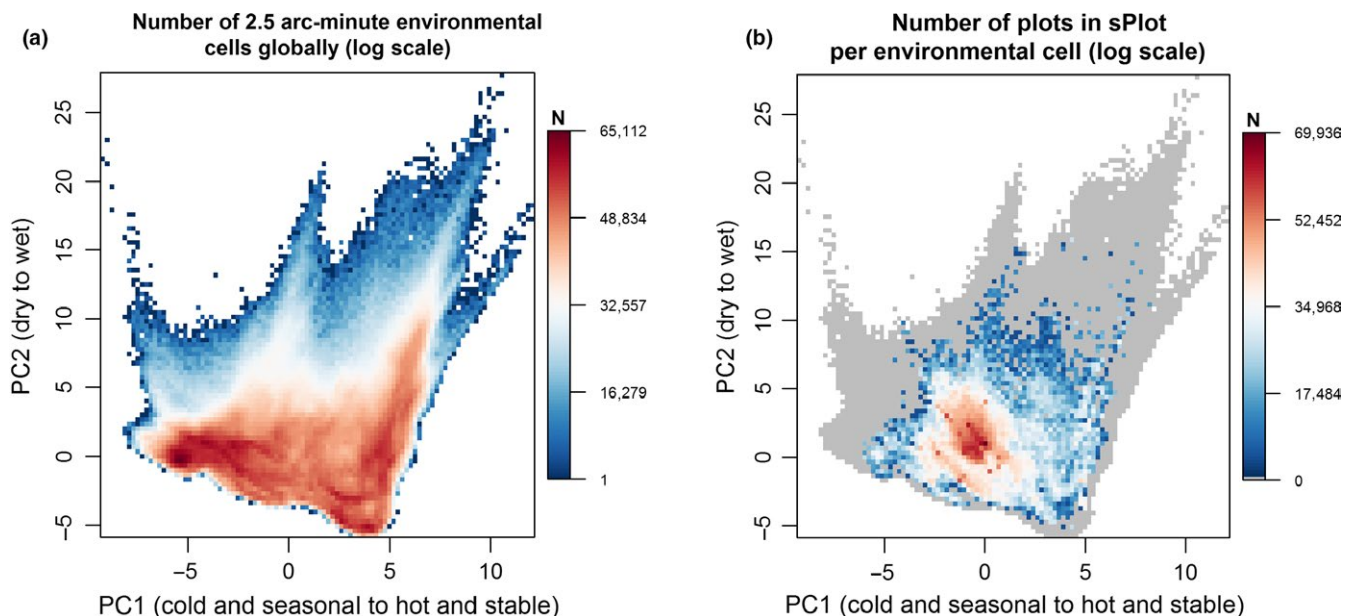 (a)
Number of 2.5 arc-minute environmental
cells globally (log scale)
N
65,112
48,834
32,557
16,279
1
PC2 (dry to wet)
25
20
15
10
5
0
−5
−5 0 5 10
PC1 (cold and seasonal to hot and stable)
(b)
Number of plots in sPlot
per environmental cell (log scale)
N
69,936
52,452
34,968
17,484
0
PC2 (dry to wet)
25
20
15
10
5
0
−5
−5 0 5 10
PC1 (cold and seasonal to hot and stable)